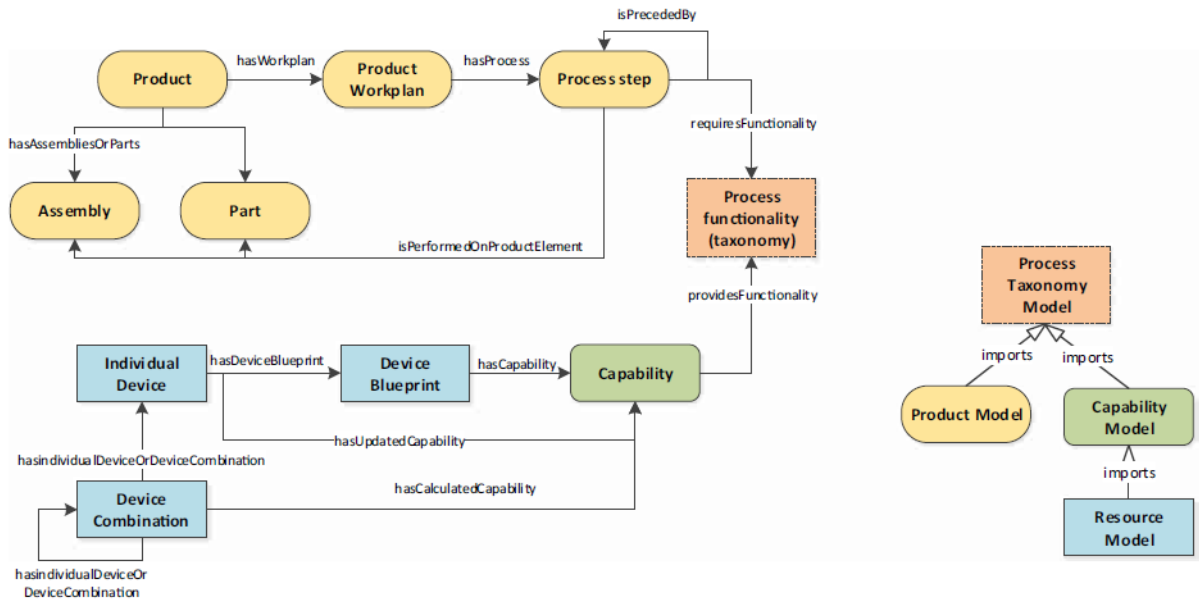 isPrecededBy
Product
hasWorkplan
Product
Workplan
hasProcess
Process step
hasAssembliesOrParts
requiresFunctionality
Assembly
Part
isPerformedOnProductElement
Process
functionality
(taxonomy)
providesFunctionality
Individual
Device
hasDeviceBlueprint
Device
Blueprint
hasCapability
Capability
hasUpdatedCapability
hasindividualDeviceOrDeviceCombination
Device
Combination
hasCalculatedCapability
hasindividualDeviceOr
DeviceCombination
Process
Taxonomy
Model
imports
imports
Product Model
Capability
Model
imports
Resource
Model